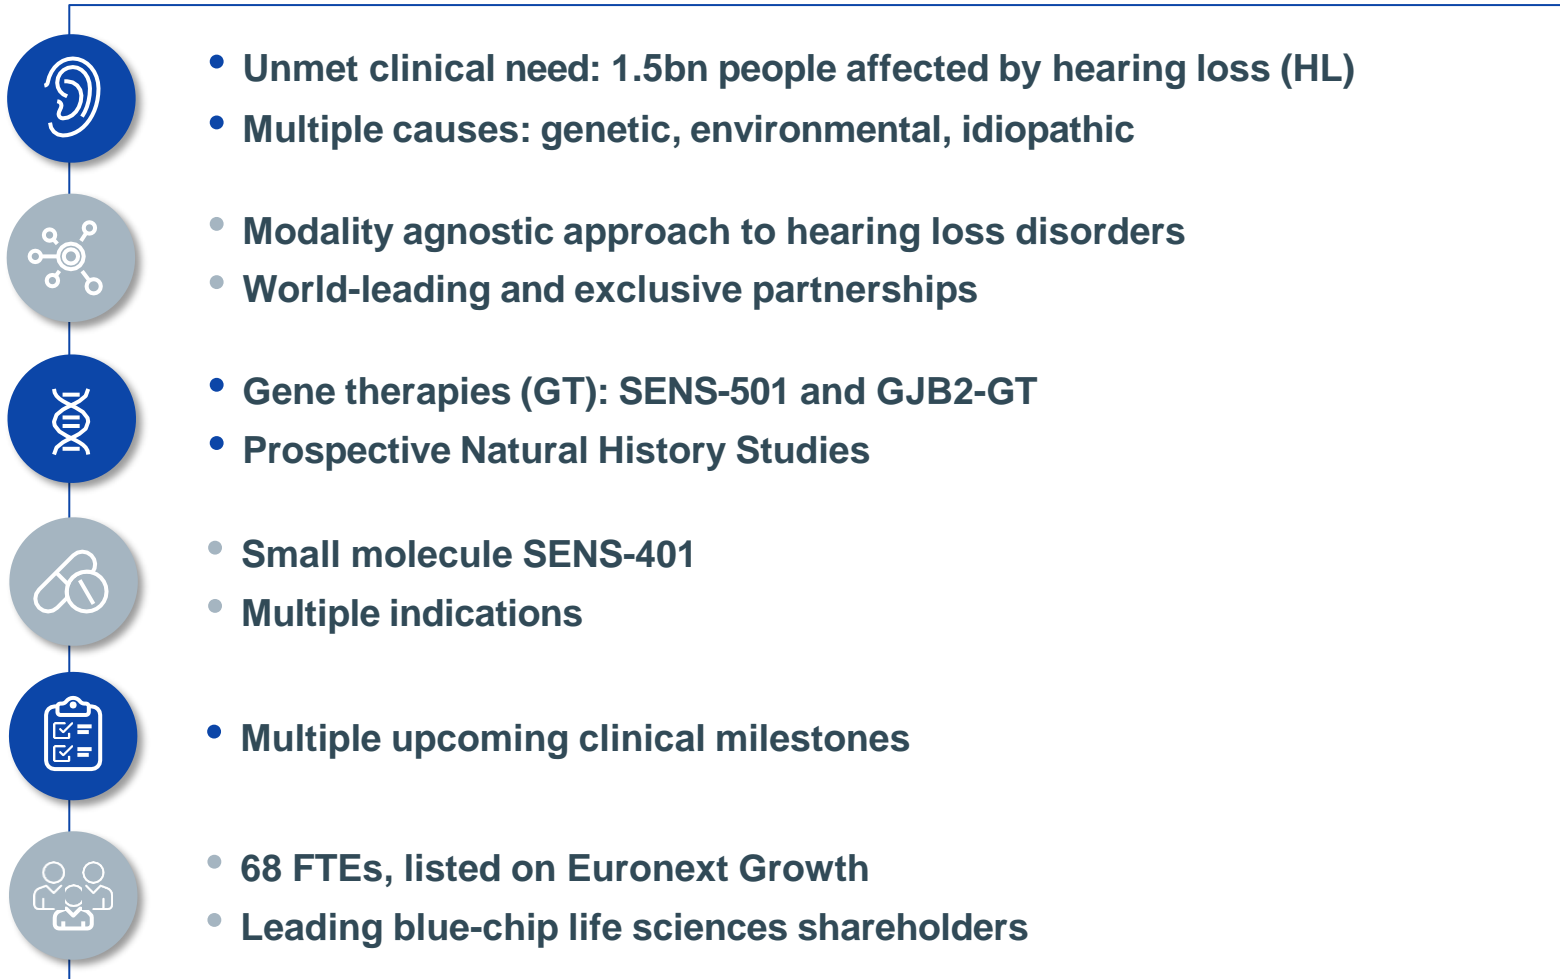 • Unmet clinical need: 1.5bn people affected by hearing loss (HL)
• Multiple causes: genetic, environmental, idiopathic
• Modality agnostic approach to hearing loss disorders
• World-leading and exclusive partnerships
• Gene therapies (GT): SENS-501 and GJB2-GT
• Prospective Natural History Studies
• Small molecule SENS-401
• Multiple indications
• Multiple upcoming clinical milestones
• 68 FTEs, listed on Euronext Growth
• Leading blue-chip life sciences shareholders